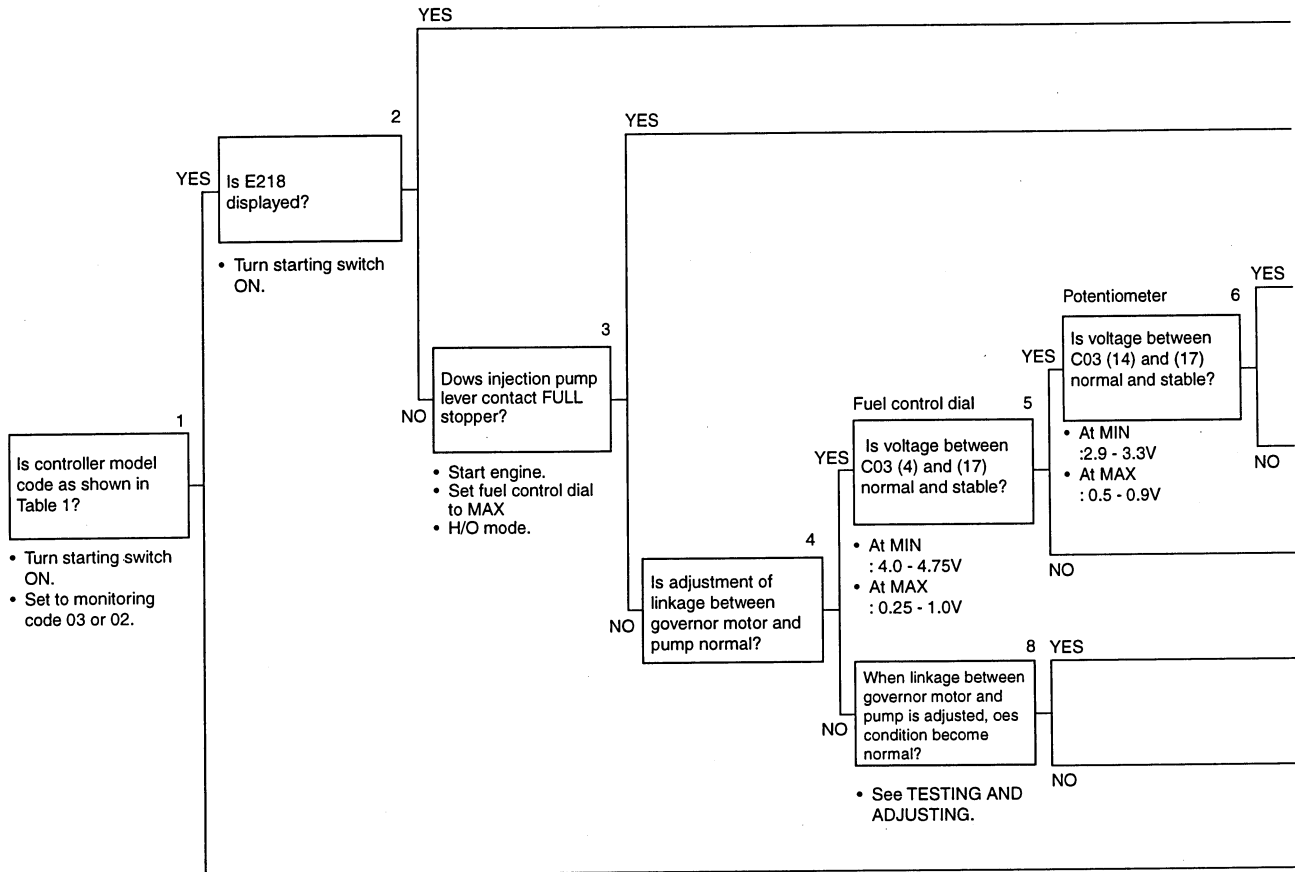 YES
2
YES
YES
Is E218
displayed?
• Turn starting switch
ON.
YES
Potentiometer 6
3
YES
Is voltage between
C03 (14) and (17)
normal and stable?
Dows injection pump
lever contact FULL
stopper?
NO
Fuel control dial 5
1
• At MIN
:2.9 - 3.3V
• At MAX
: 0.5 - 0.9V
NO
Is controller model
code as shown in
Table 1?
YES
Is voltage between
C03 (4) and (17)
normal and stable?
• Start engine.
• Set fuel control dial
to MAX
• H/O mode.
4
• At MIN
: 4.0 - 4.75V
• At MAX
: 0.25 - 1.0V
NO
• Turn starting switch
ON.
• Set to monitoring
code 03 or 02.
NO
Is adjustment of
linkage between
governor motor and
pump normal?
8
YES
When linkage between
governor motor and
pump is adjusted, oes
condition become
normal?
NO
NO
• See TESTING AND
ADJUSTING.